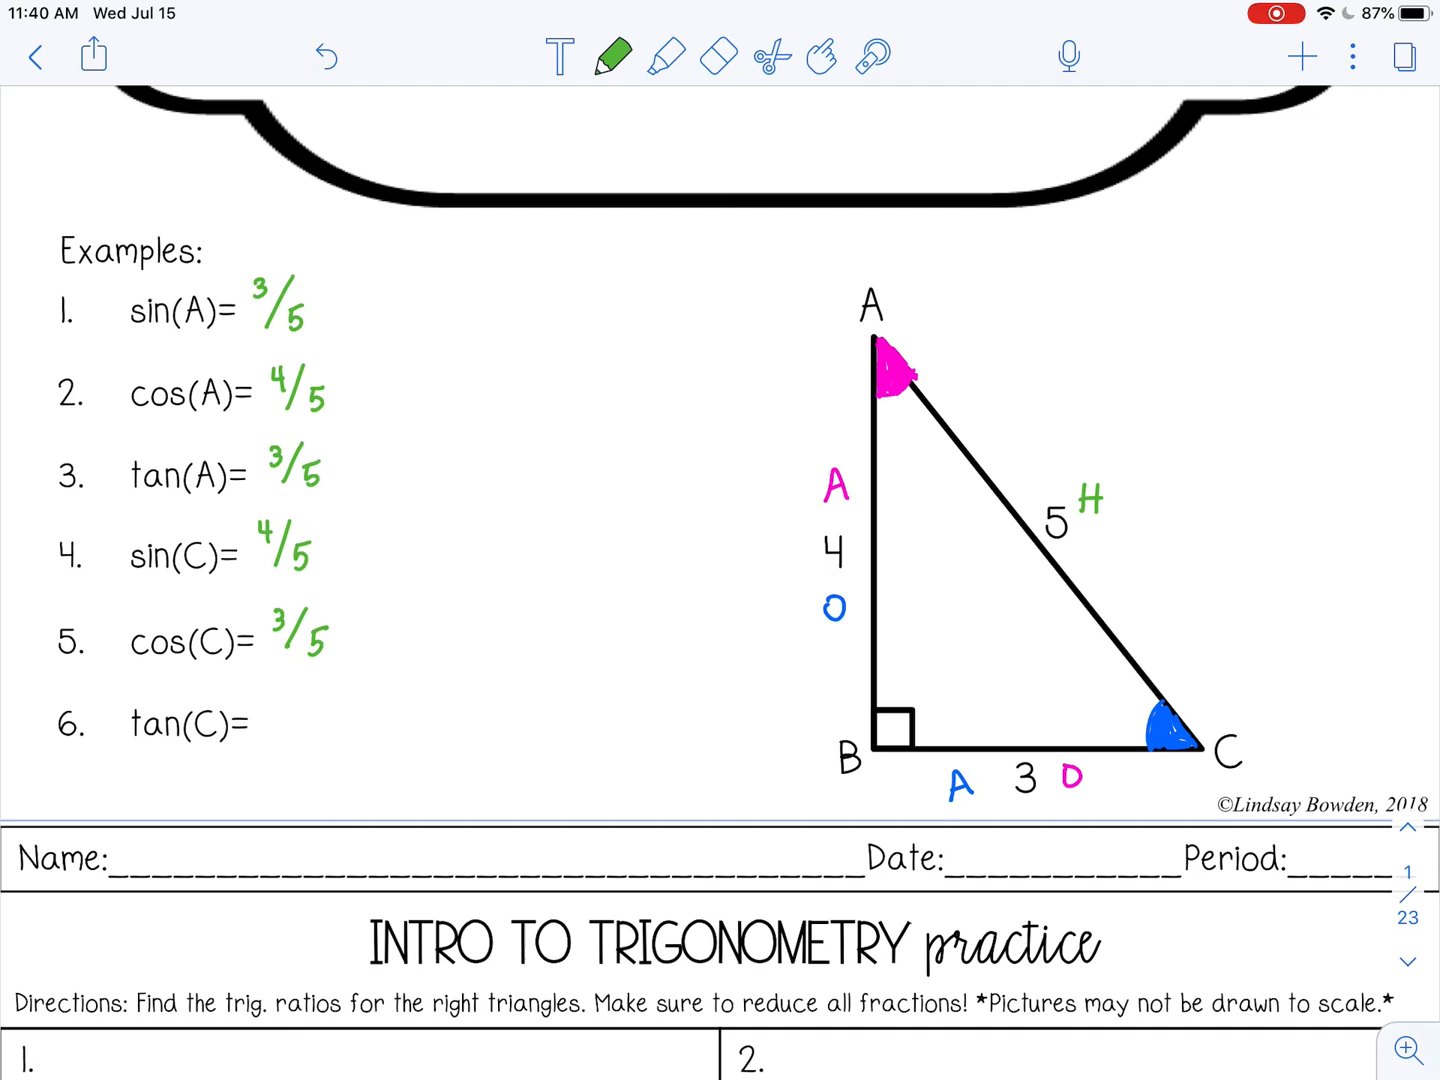 11:40 AM Wed Jul 15
87%
T
Examples:
1. sin(A)= 3/5
2. cos(A)= 4/5
3. tan(A)= 3/5
4. sin(C)= 4/5
5. cos(C)= 3/5
6. tan(C)=
A
A
4
O
5 H
B
C
A 3 O
©Lindsay Bowden, 2018
Name:________________________________Date:___________Period:_____
1
/
23
INTRO TO TRIGONOMETRY practice
Directions: Find the trig. ratios for the right triangles. Make sure to reduce all fractions! *Pictures may not be drawn to scale.*
1.
2.